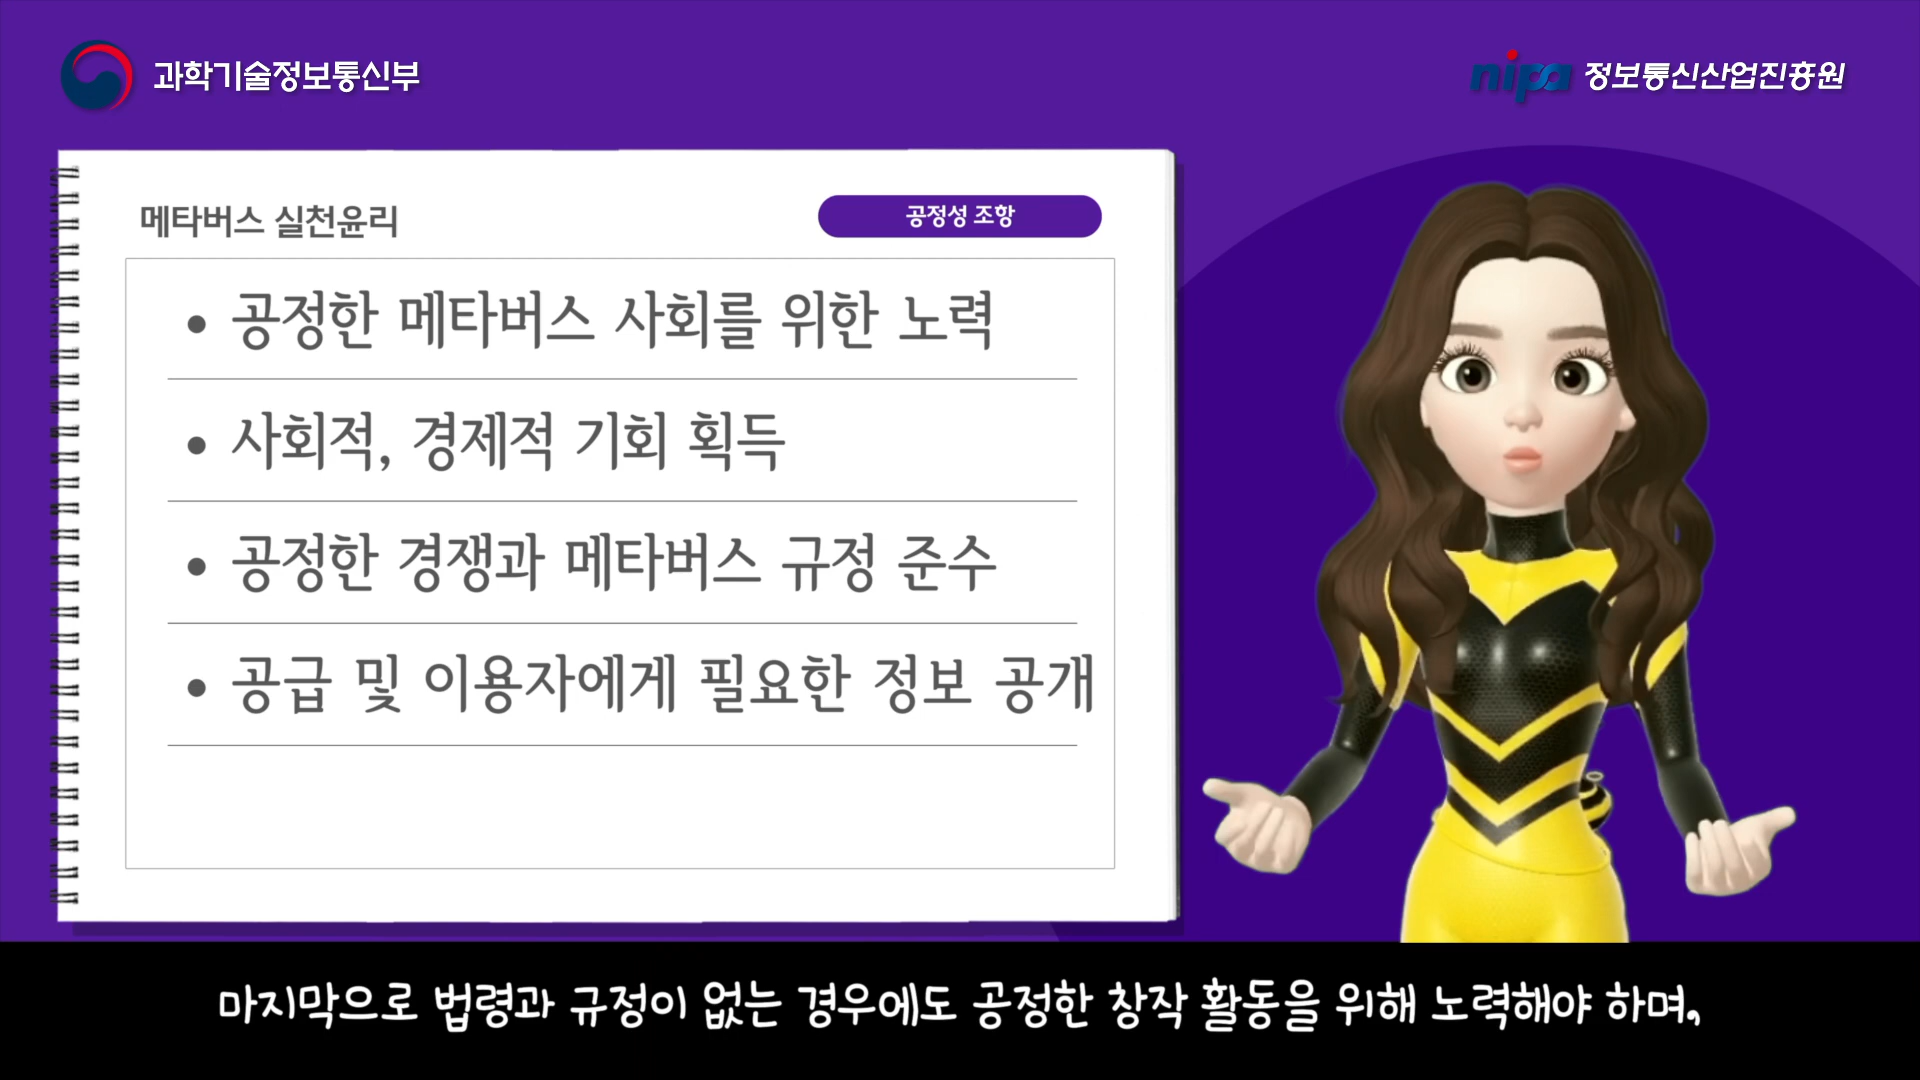 과학기술정보통신부
nipa 정보통신산업진흥원
메타버스 실천윤리
공정성 조항
• 공정한 메타버스 사회를 위한 노력
• 사회적, 경제적 기회 획득
• 공정한 경쟁과 메타버스 규정 준수
• 공급 및 이용자에게 필요한 정보 공개
마지막으로 법령과 규정이 없는 경우에도 공정한 창작 활동을 위해 노력해야 하며,